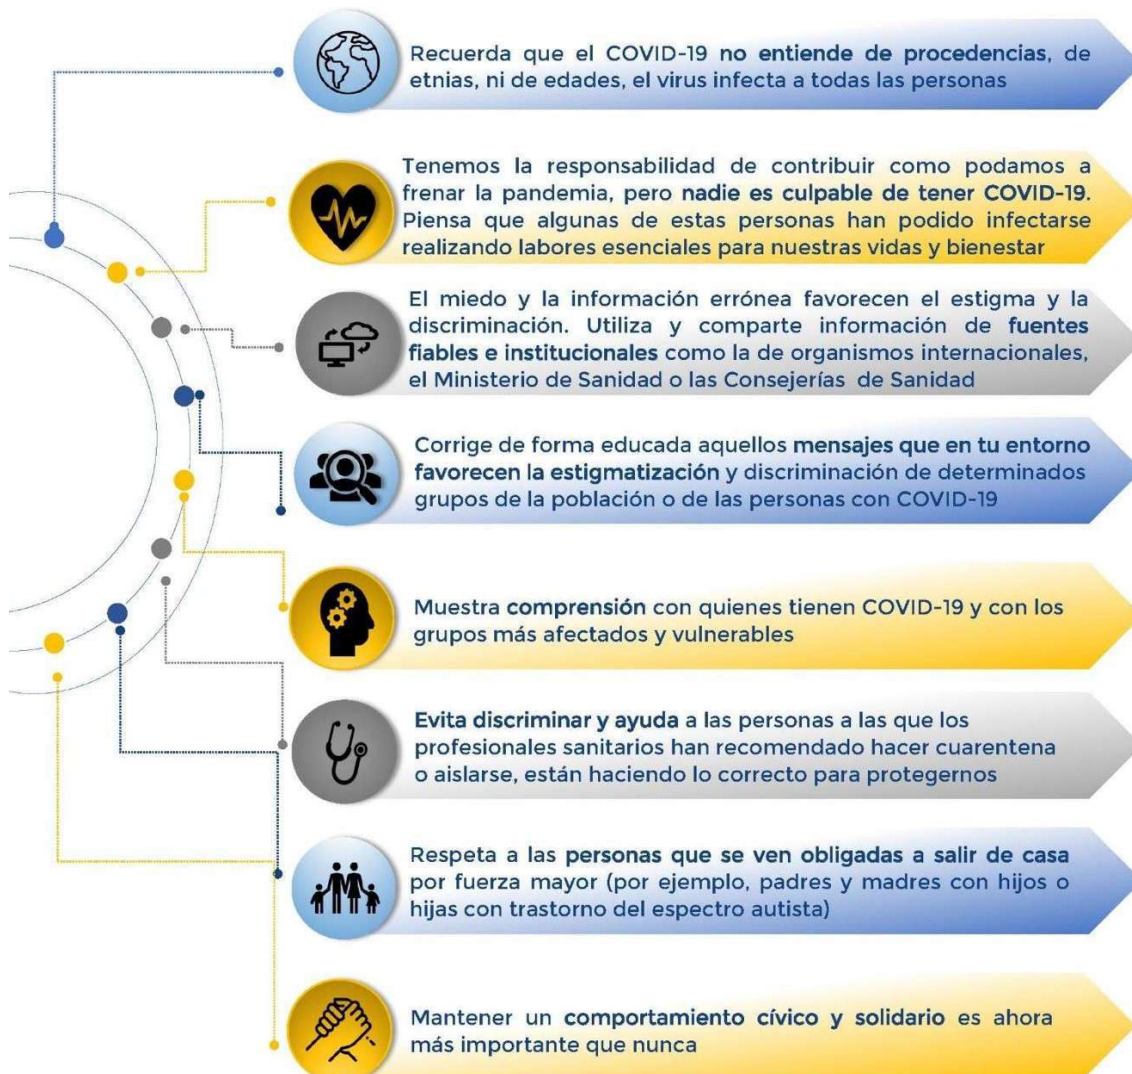 Recuerda que el COVID-19 no entiende de procedencias, de
etnias, ni de edades, el virus infecta a todas las personas
Tenemos la responsabilidad de contribuir como podamos a
frenar la pandemia, pero nadie es culpable de tener COVID-19.
Piensa que algunas de estas personas han podido infectarse
realizando labores esenciales para nuestras vidas y bienestar
El miedo y la información errónea favorecen el estigma y la
discriminación. Utiliza y comparte información de fuentes
fiables e institucionales como la de organismos internacionales,
el Ministerio de Sanidad o las Consejerías de Sanidad
Corrige de forma educada aquellos mensajes que en tu entorno
favorecen la estigmatización y discriminación de determinados
grupos de la población o de las personas con COVID-19
Muestra comprensión con quienes tienen COVID-19 y con los
grupos más afectados y vulnerables
Evita discriminar y ayuda a las personas a las que los
profesionales sanitarios han recomendado hacer cuarentena
o aislarse, están haciendo lo correcto para protegernos
Respeta a las personas que se ven obligadas a salir de casa
por fuerza mayor (por ejemplo, padres y madres con hijos o
hijas con trastorno del espectro autista)
Mantener un comportamiento cívico y solidario es ahora
más importante que nunca